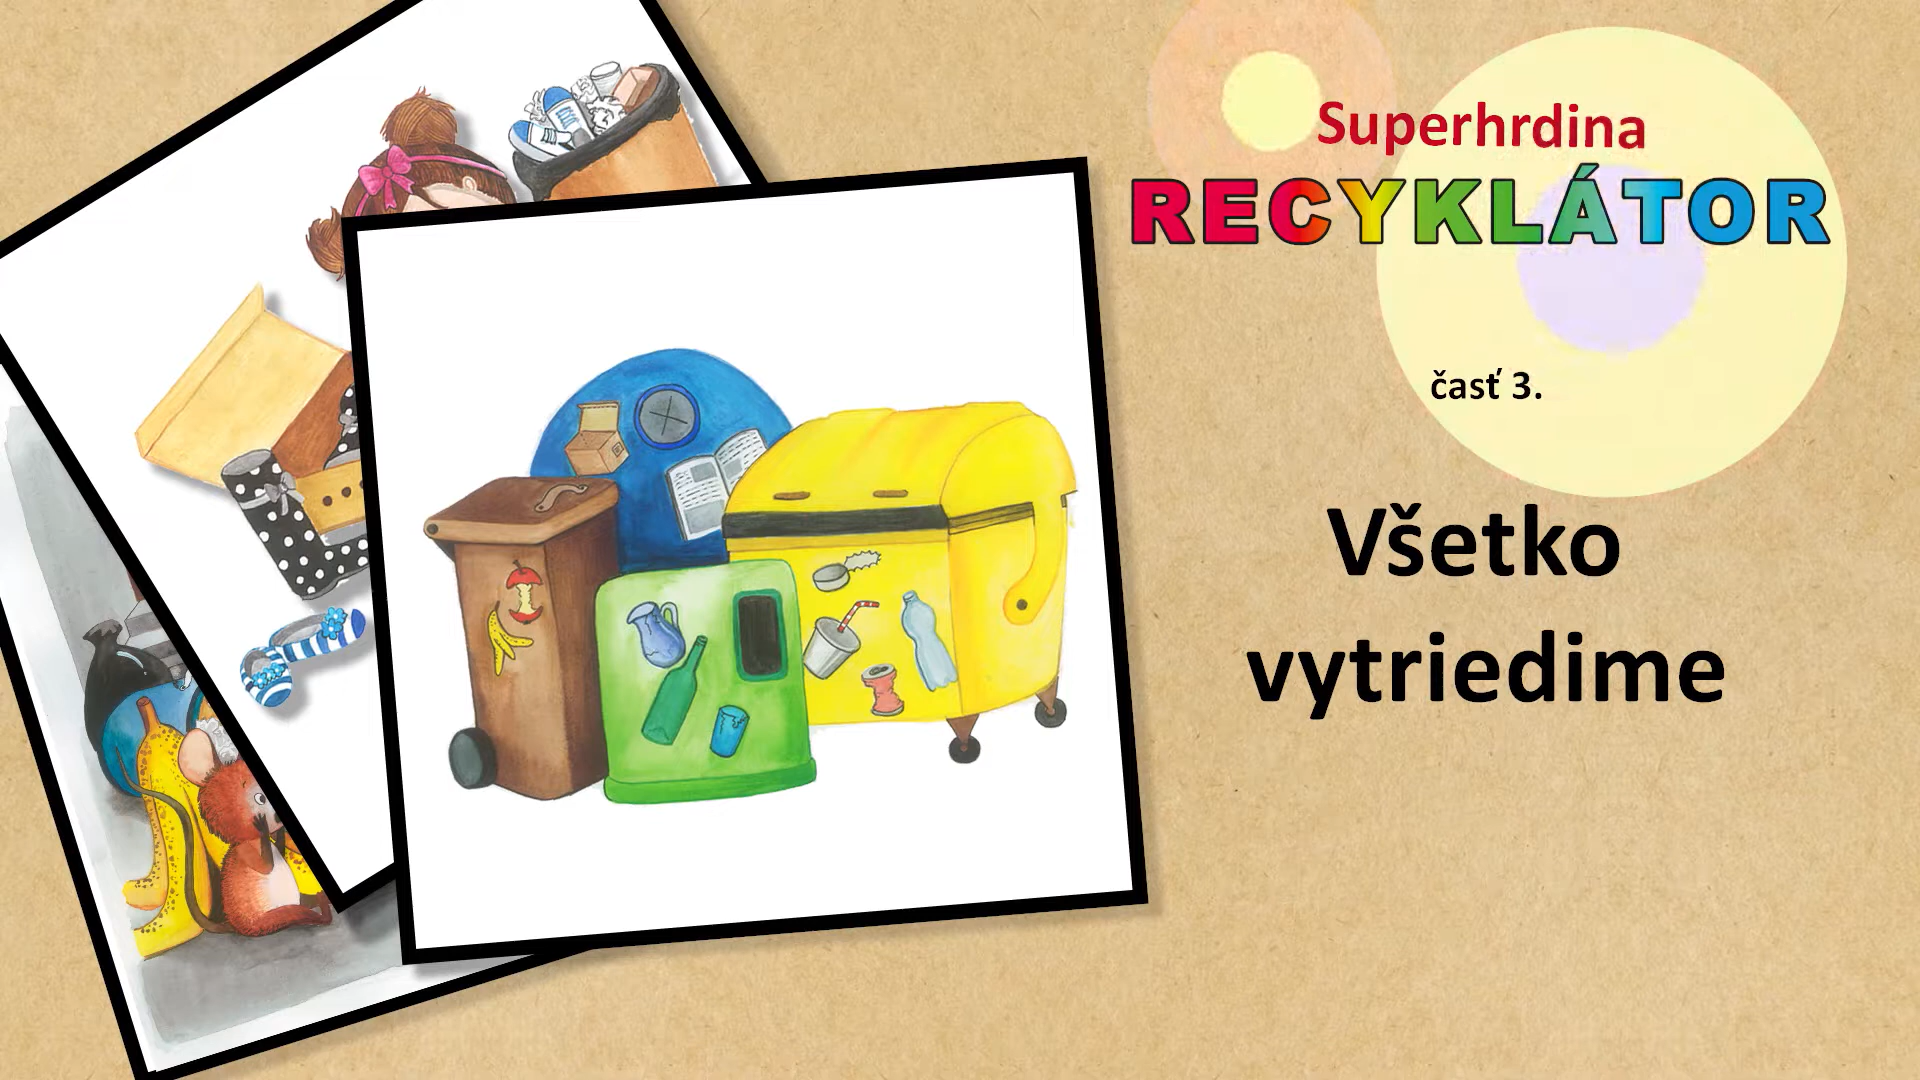 Superhrdina
RECYKLÁTOR
časť 3.
Všetko
vytriedime